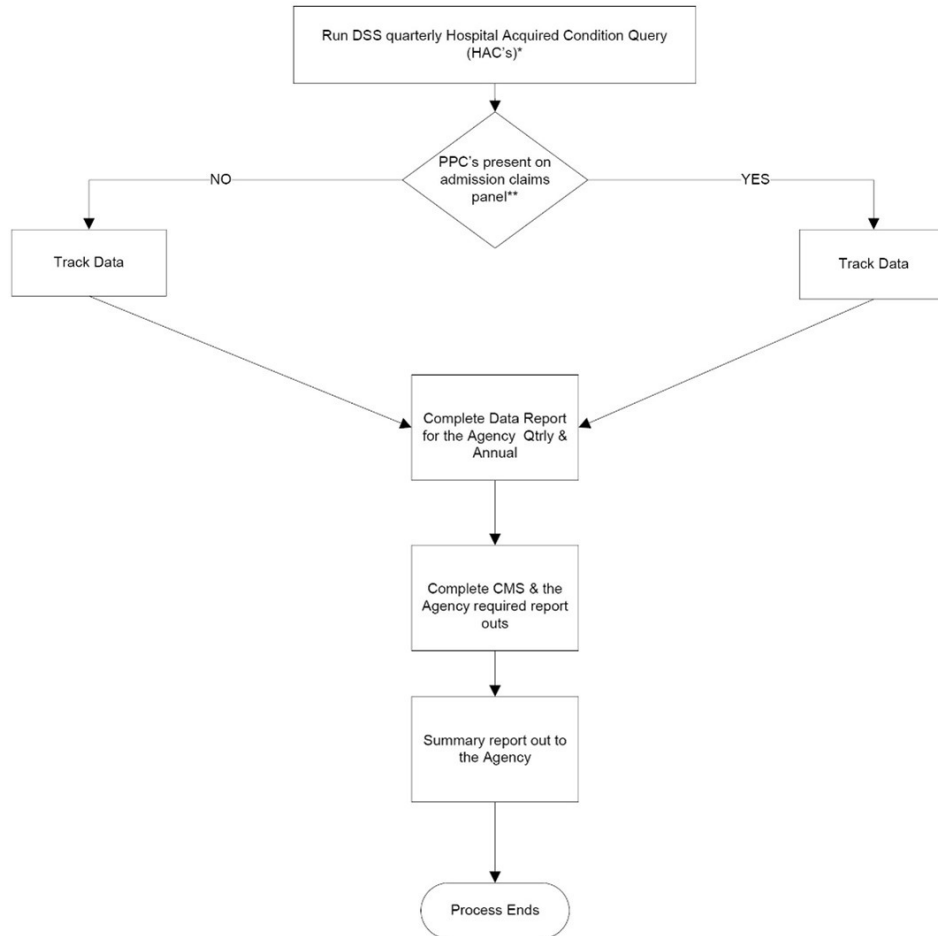 Run DSS quarterly Hospital Acquired Condition Query
(HAC's)*
PPC's present on
admission claims
panel**
NO
YES
Track Data
Track Data
Complete Data Report
for the Agency Qtrly &
Annual
Complete CMS & the
Agency required report
outs
Summary report out to
the Agency
Process Ends